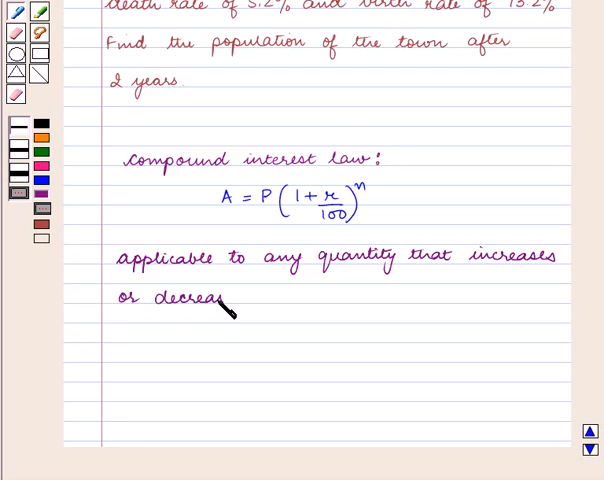 death rate of 5.2% and birth rate of 13.2%
Find the population of the town after
2 years.
Compound interest law:
A = P(1 + r/100)^n
applicable to any quantity that increases
or decreas